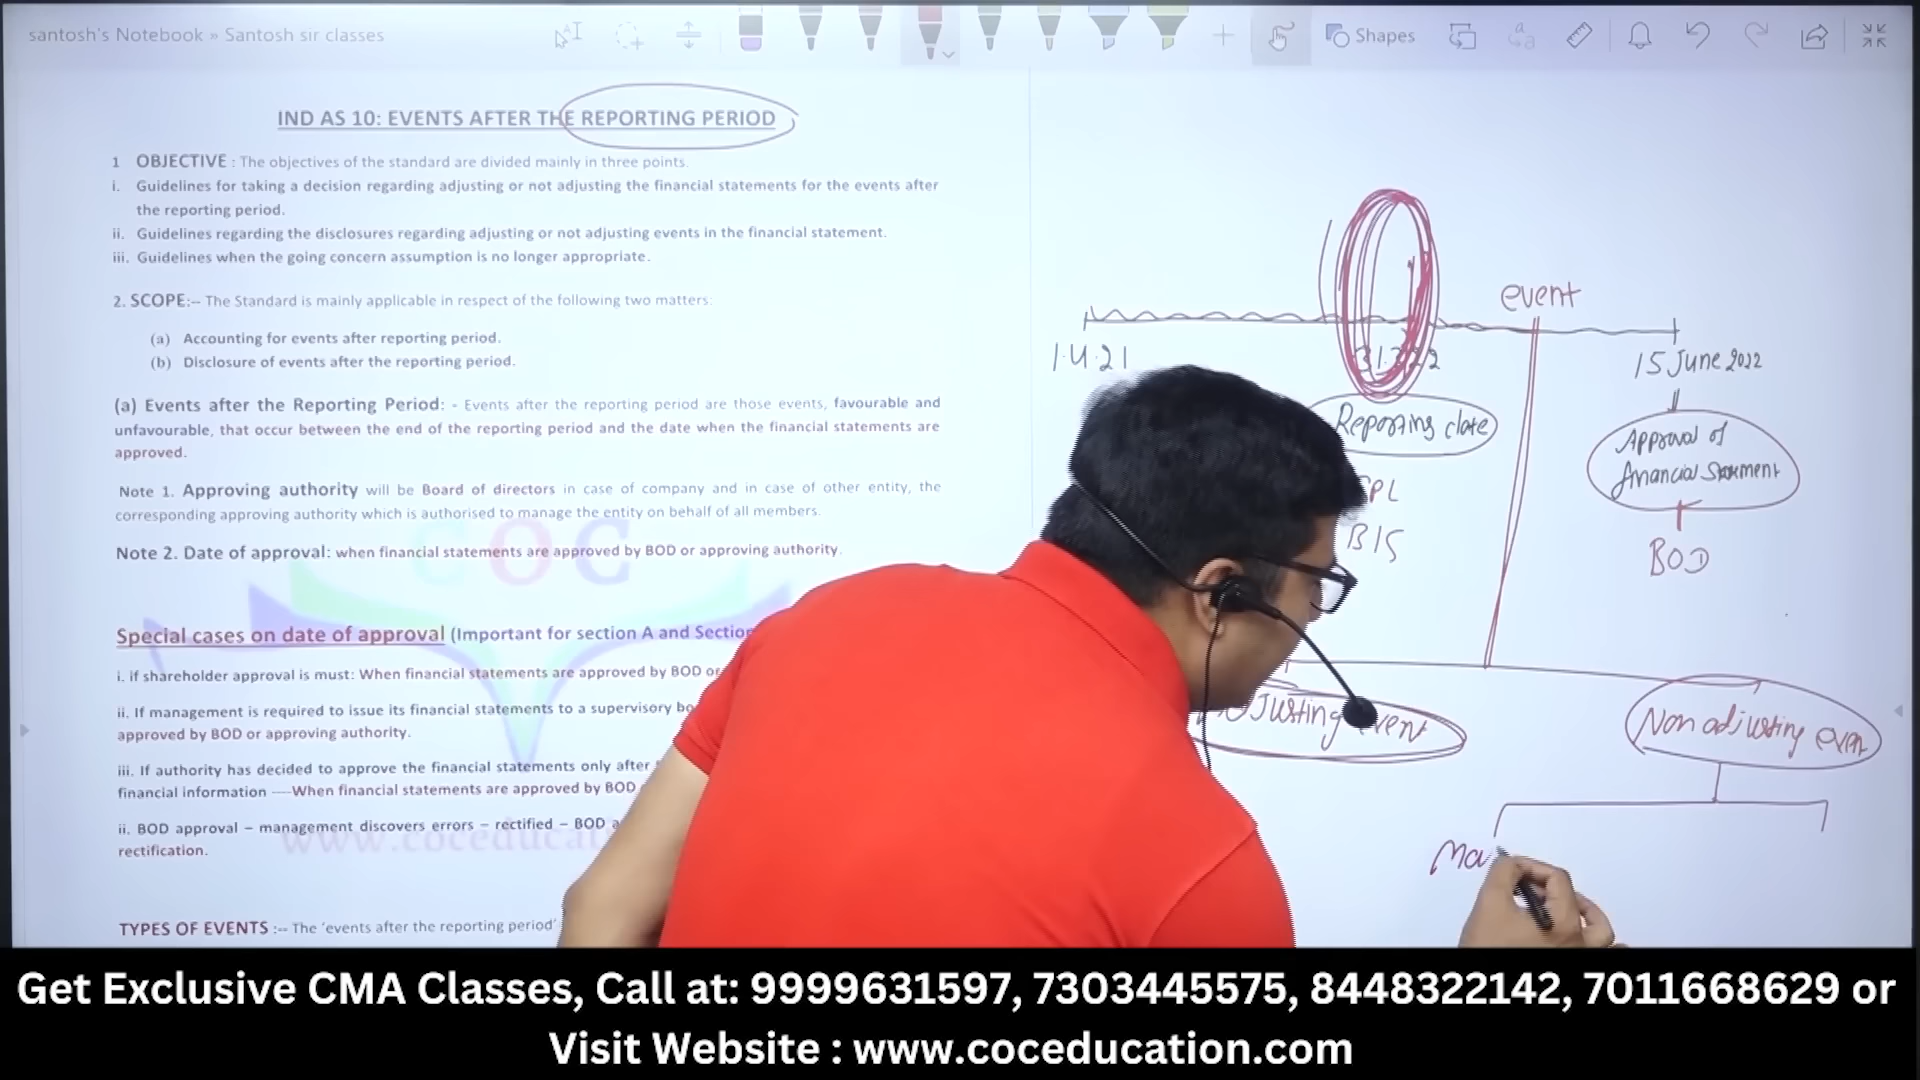 santosh's Notebook » Santosh sir classes
Shapes
IND AS 10: EVENTS AFTER THE REPORTING PERIOD
1 OBJECTIVE : The objectives of the standard are divided mainly in three points.
i. Guidelines for taking a decision regarding adjusting or not adjusting the financial statements for the events after
the reporting period.
ii. Guidelines regarding the disclosures regarding adjusting or not adjusting events in the financial statement.
iii. Guidelines when the going concern assumption is no longer appropriate.
2. SCOPE:-- The Standard is mainly applicable in respect of the following two matters:
(a) Accounting for events after reporting period.
(b) Disclosure of events after the reporting period.
(a) Events after the Reporting Period: - Events after the reporting period are those events, favourable and
unfavourable, that occur between the end of the reporting period and the date when the financial statements are
approved.
Note 1. Approving authority will be Board of directors in case of company and in case of other entity, the
corresponding approving authority which is authorised to manage the entity on behalf of all members.
Note 2. Date of approval: when financial statements are approved by BOD or approving authority.
COC
Special cases on date of approval (Important for section A and Section
i. if shareholder approval is must: When financial statements are approved by BOD or
ii. If management is required to issue its financial statements to a supervisory bo
approved by BOD or approving authority.
iii. If authority has decided to approve the financial statements only after
financial information ----When financial statements are approved by BOD
ii. BOD approval – management discovers errors – rectified – BOD a
rectification.
www.coceducat
TYPES OF EVENTS :-- The 'events after the reporting period'
event
1.4.21
31.3.22
15 June 2022
Reporting date
Approval of
financial statement
PL
B/S
BOD
Justing event
Non adjusting even
Ma
Get Exclusive CMA Classes, Call at: 9999631597, 7303445575, 8448322142, 7011668629 or
Visit Website : www.coceducation.com